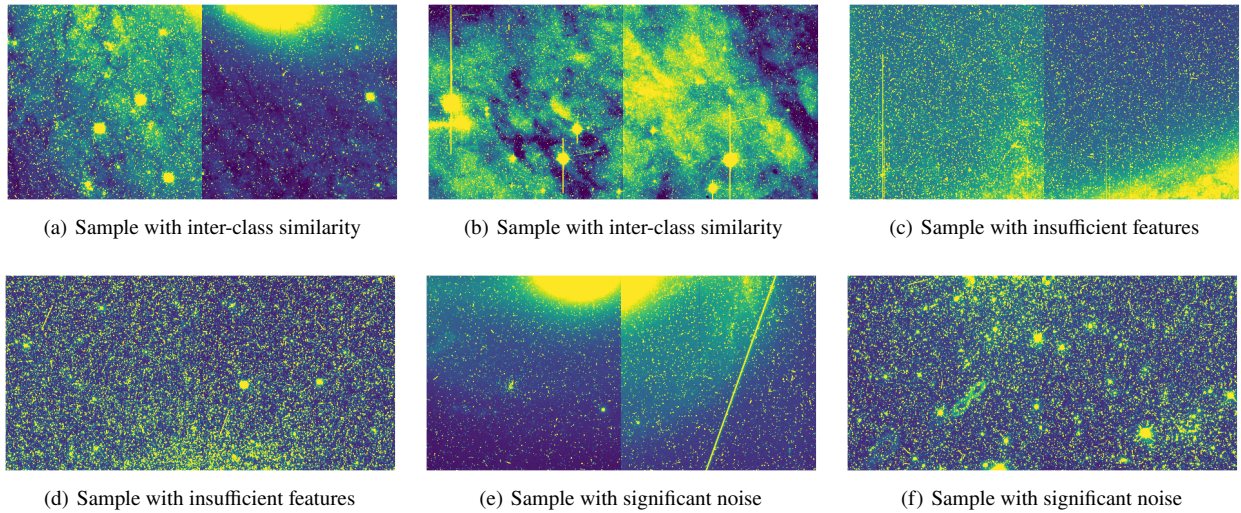 (a) Sample with inter-class similarity
(b) Sample with inter-class similarity
(c) Sample with insufficient features
(d) Sample with insufficient features
(e) Sample with significant noise
(f) Sample with significant noise